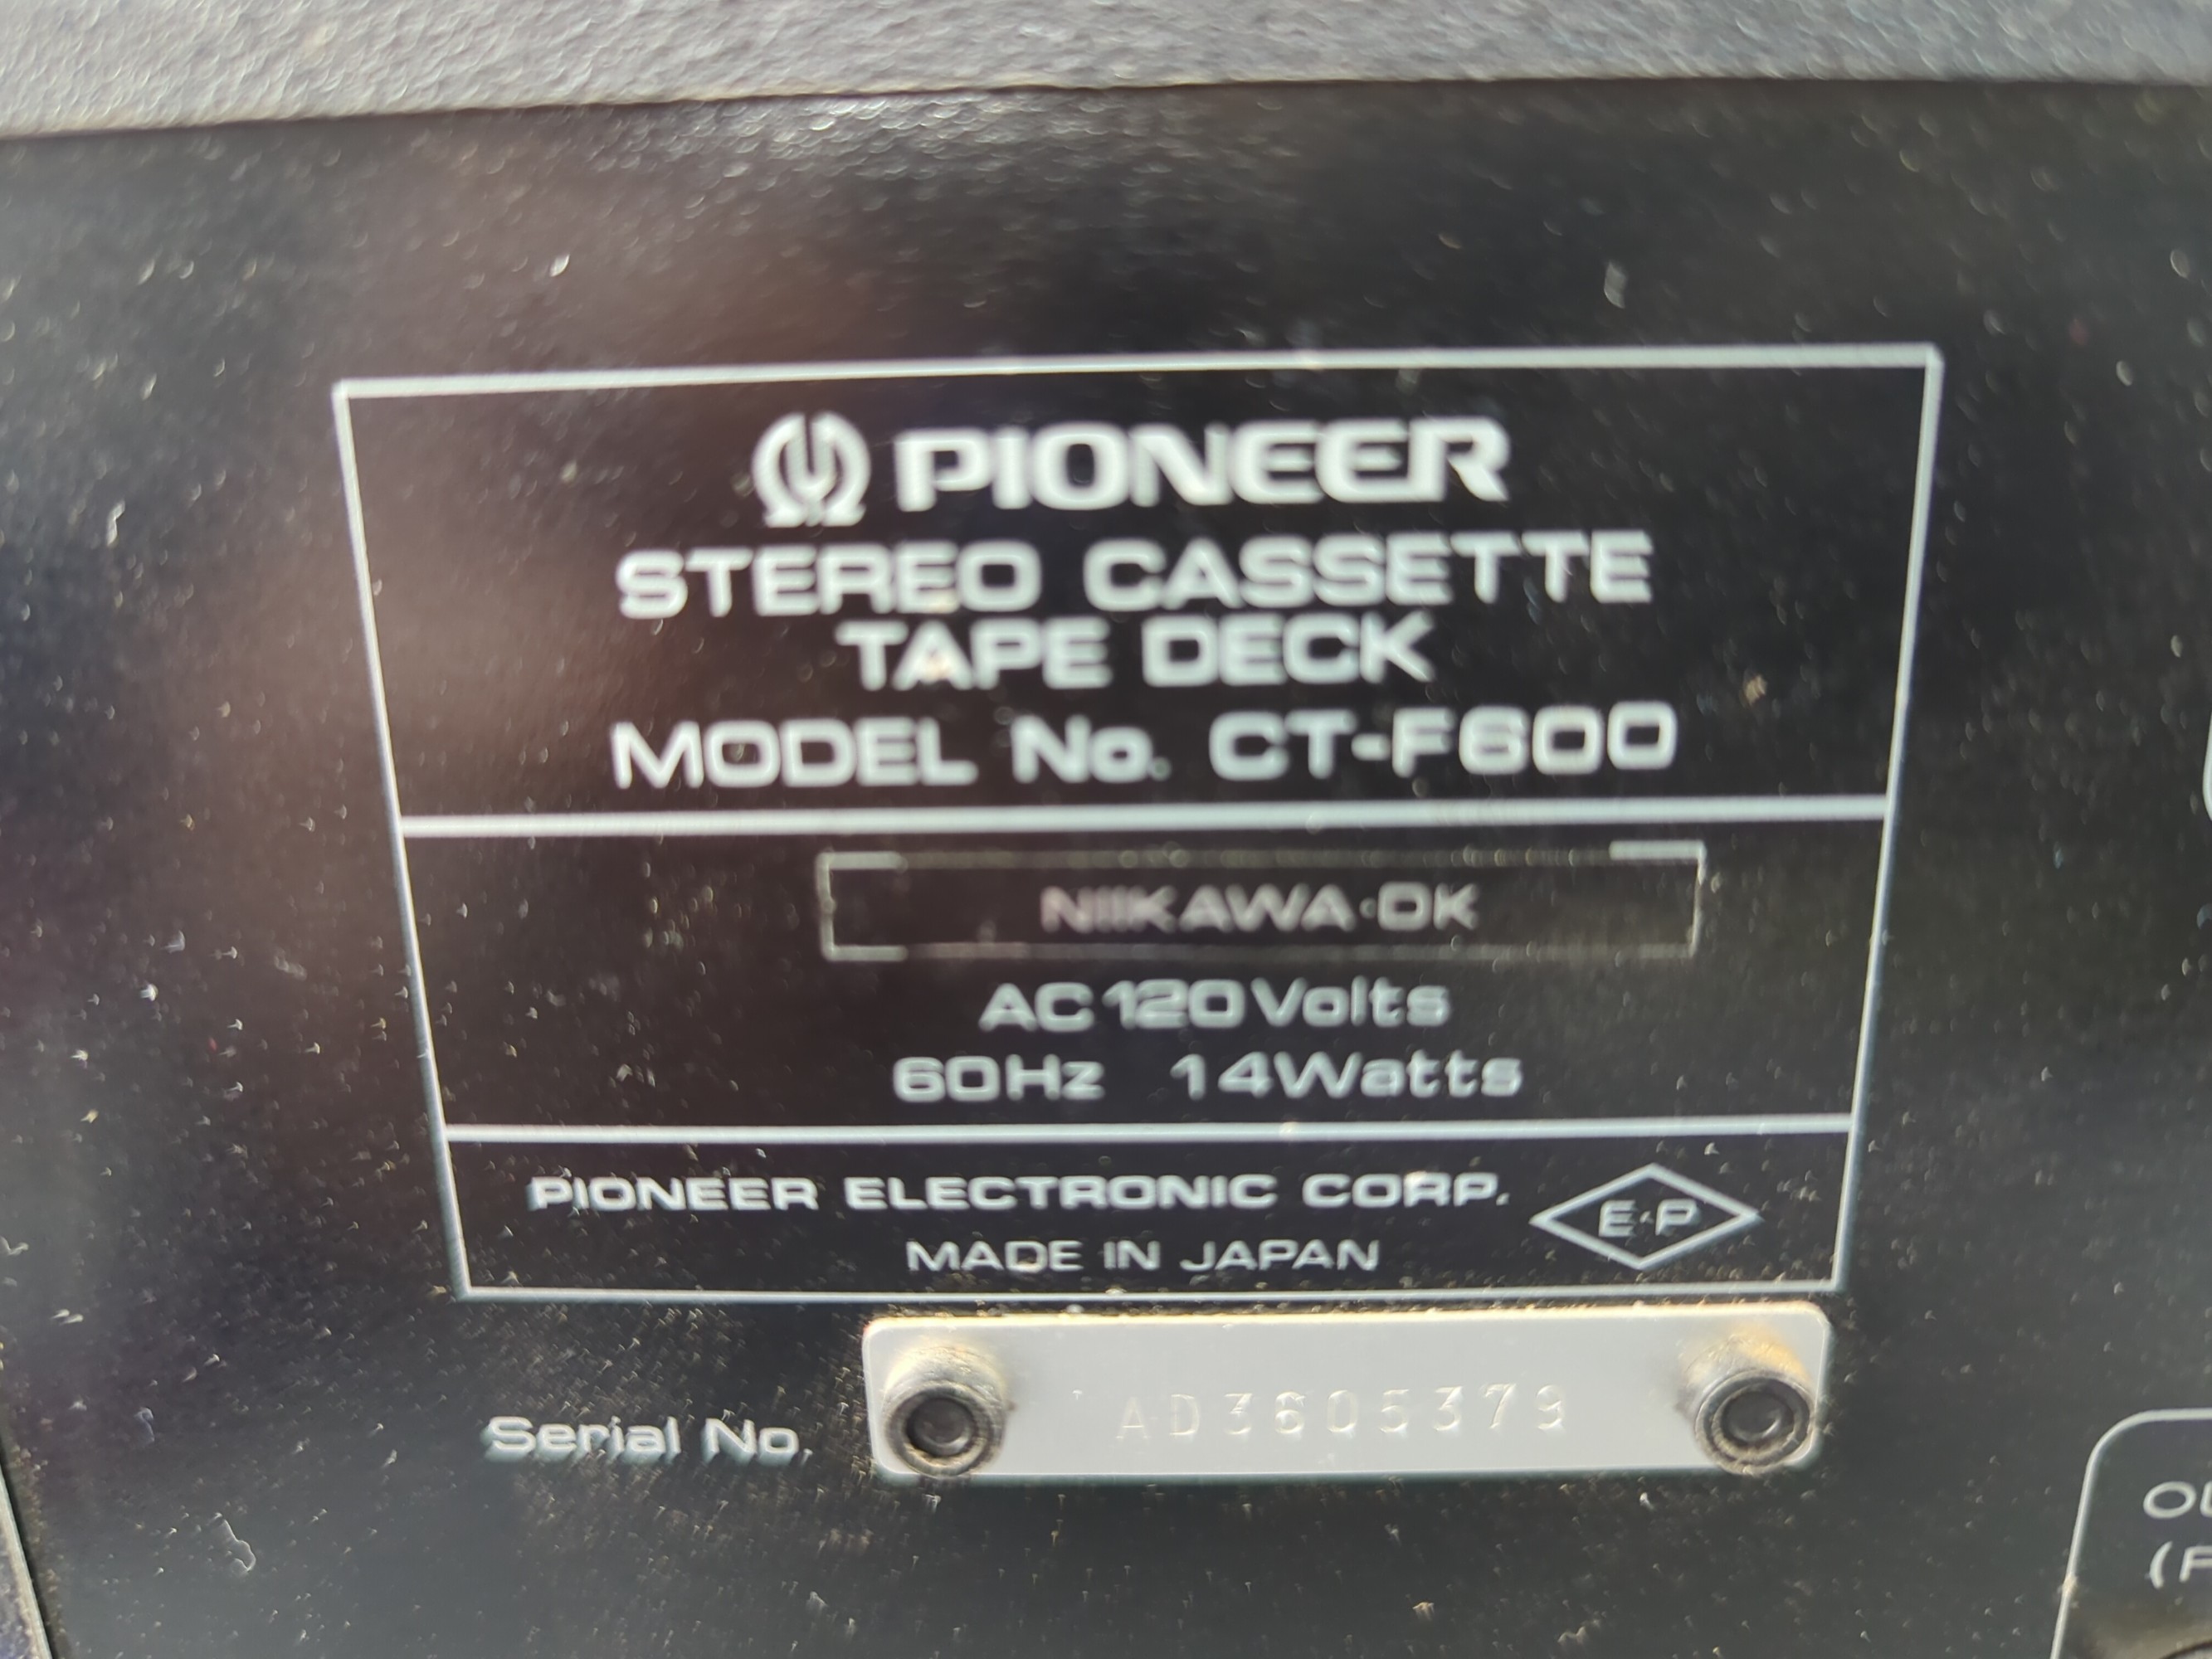 PIONEER
STEREO CASSETTE
TAPE DECK
MODEL No. CT-F600
NIIKAWA·DK
AC 120 Volts
60Hz 14Watts
PIONEER ELECTRONIC CORP.
E·P
MADE IN JAPAN
Serial No. AD3605379